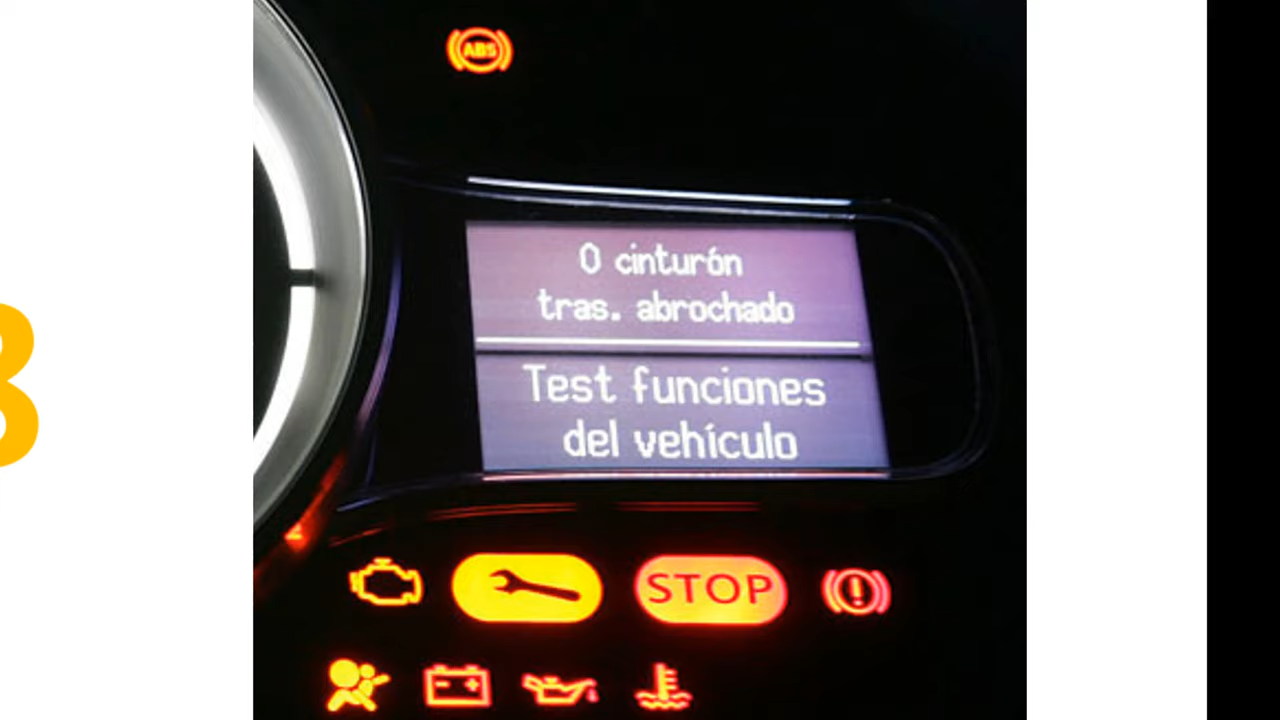 ABS
0 cinturón
tras. abrochado
Test funciones
del vehículo
STOP